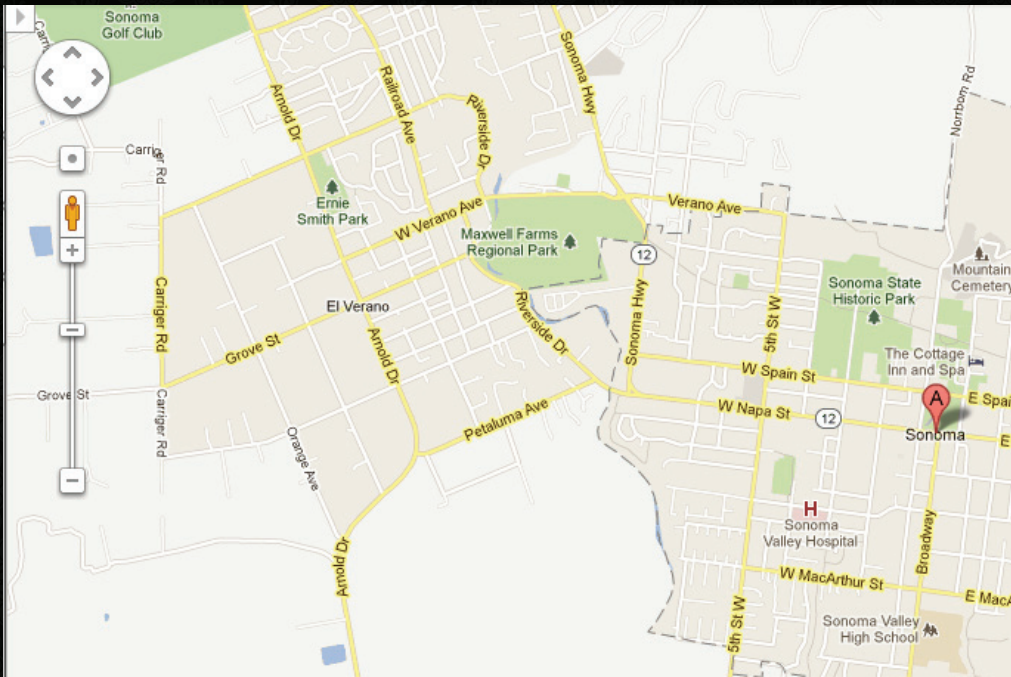 Sonoma
Golf Club
Arnold Dr
Railroad Ave
Riverside Dr
Sonoma Hwy
Norrbom Rd
Carriger Rd
Ernie
Smith Park
W Verano Ave
Verano Ave
Maxwell Farms
Regional Park
12
Mountain
Cemetery
Sonoma State
Historic Park
Carriger Rd
El Verano
Riverside Dr
Sonoma Hwy
5th St W
Grove St
Arnold Dr
The Cottage
Inn and Spa
W Spain St
Grove St
Carriger Rd
Petaluma Ave
W Napa St
12
A
Sonoma
E
Orange Ave
H
Sonoma
Valley Hospital
Broadway
Arnold Dr
W MacArthur St
5th St W
Sonoma Valley
High School